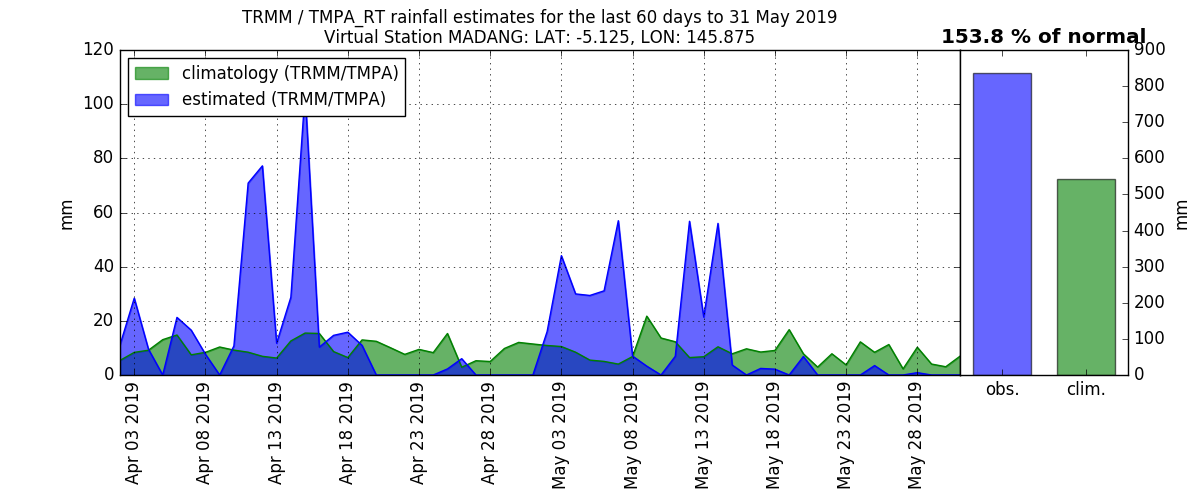 TRMM / TMPA_RT rainfall estimates for the last 60 days to 31 May 2019
Virtual Station MADANG: LAT: -5.125, LON: 145.875
153.8 % of normal
climatology (TRMM/TMPA)
estimated (TRMM/TMPA)
mm
120
100
80
60
40
20
0
Apr 03 2019
Apr 08 2019
Apr 13 2019
Apr 18 2019
Apr 23 2019
Apr 28 2019
May 03 2019
May 08 2019
May 13 2019
May 18 2019
May 23 2019
May 28 2019
900
800
700
600
500
400
300
200
100
0
mm
obs.
clim.